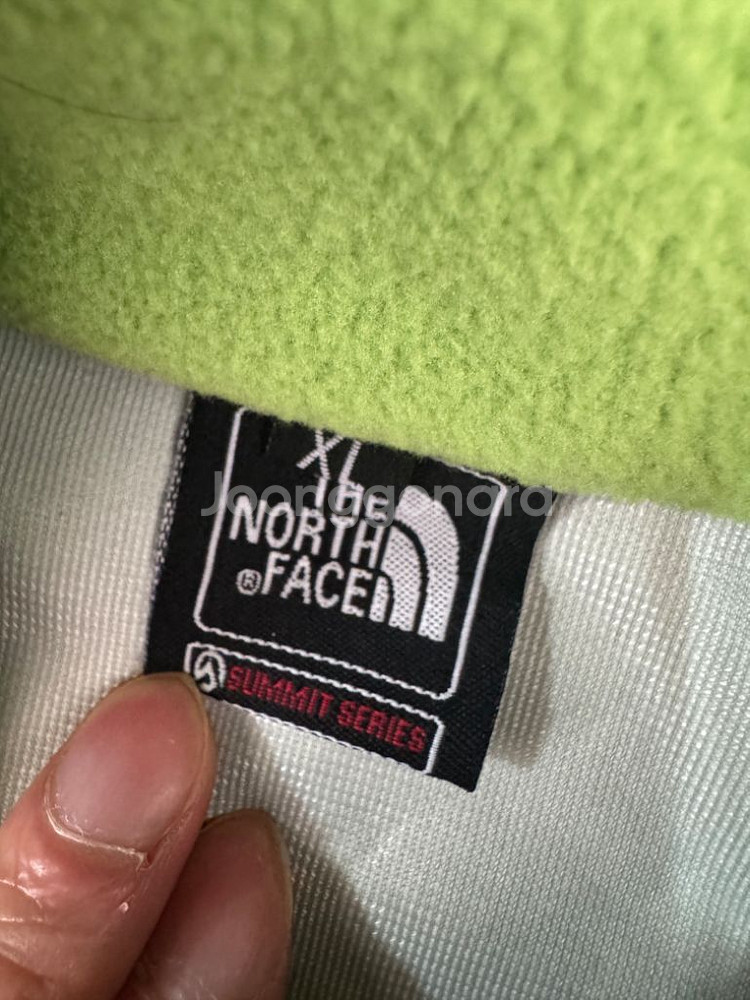 XL
THE
NORTH
®FACE
SUMMIT SERIES
Joonggonara